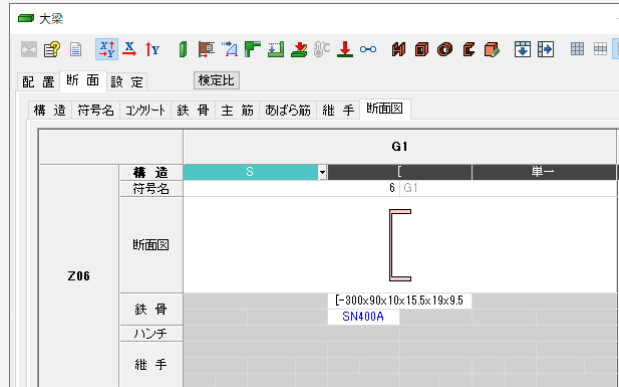 大梁
配 置 断 面 設 定 検定比
構 造 符号名 コンクリート 鉄 骨 主 筋 あばら筋 継 手 断面図
G1
構 造 S [ 単一
符号名 6 G1
断面図
Z06
鉄 骨 [-300x90x10x15.5x19x9.5
SN400A
ハンチ
継 手